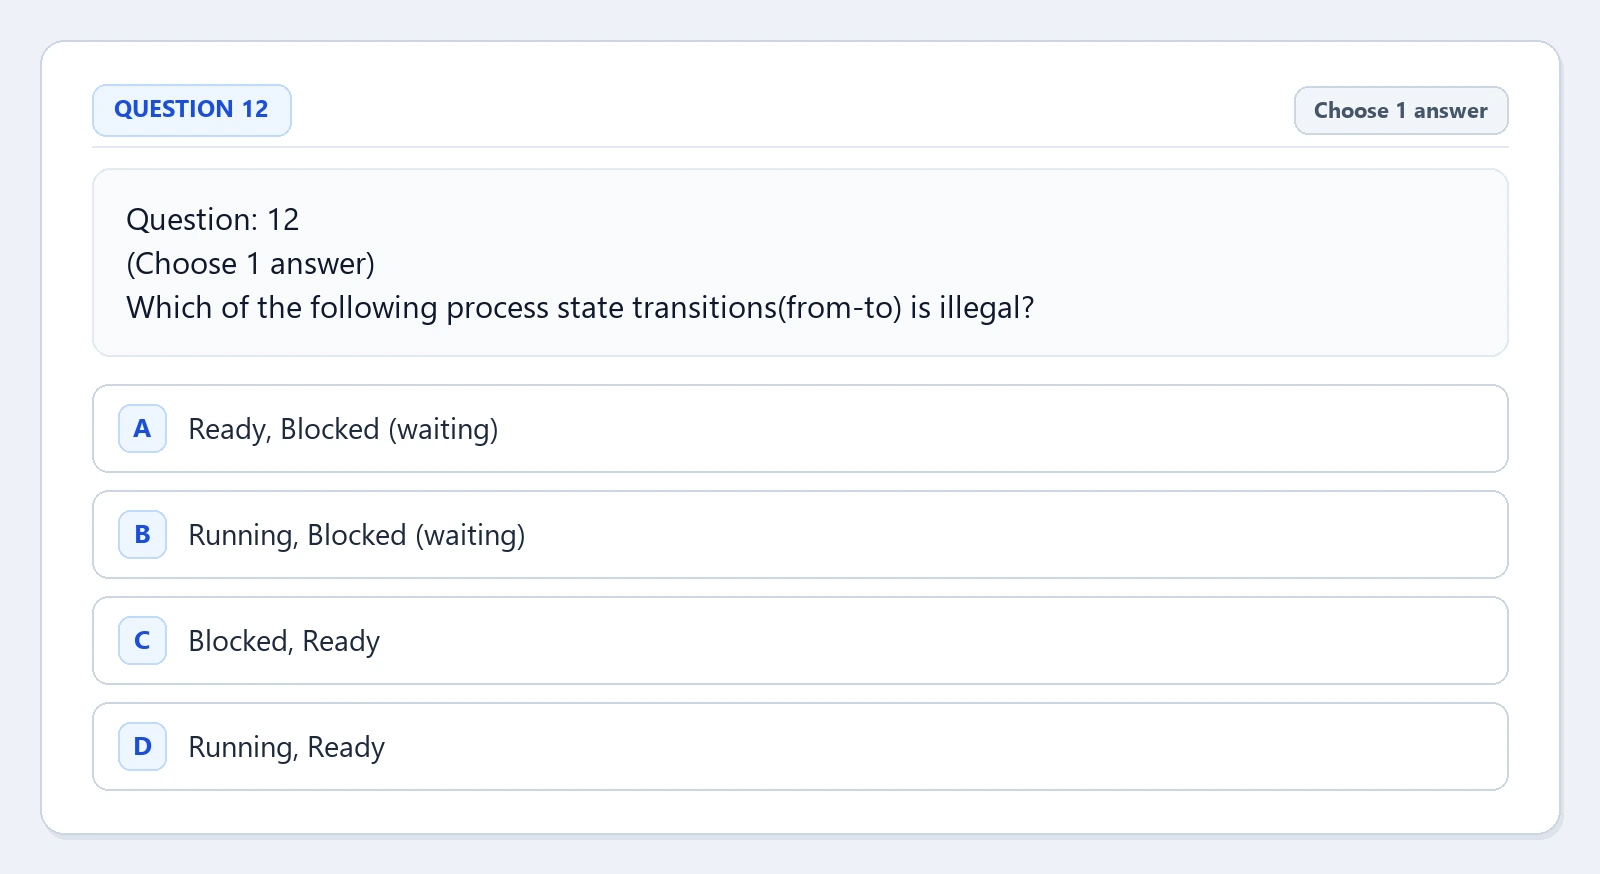 QUESTION 12
Choose 1 answer
Question: 12
(Choose 1 answer)
Which of the following process state transitions(from-to) is illegal?
A Ready, Blocked (waiting)
B Running, Blocked (waiting)
C Blocked, Ready
D Running, Ready